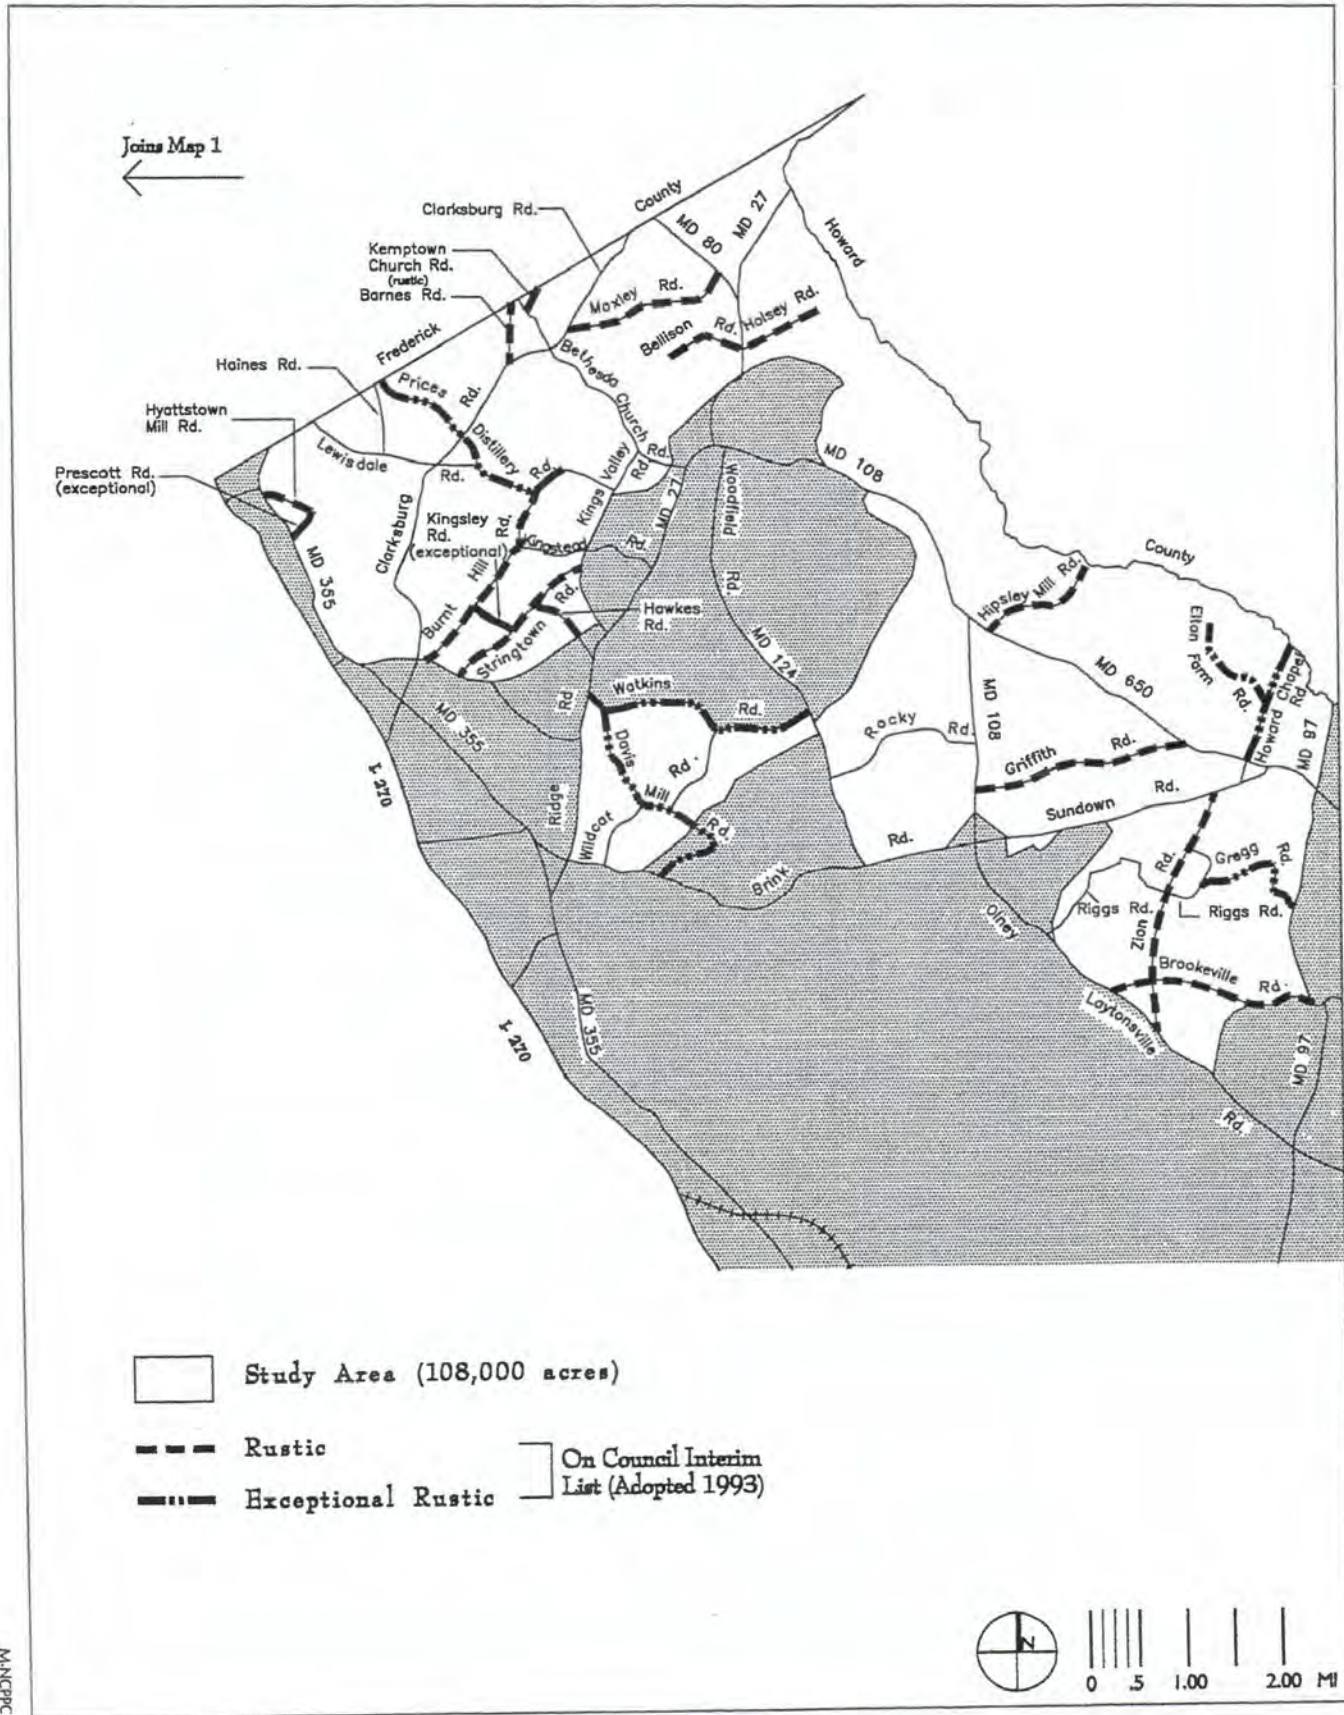 Joins Map 1
County
MD 27
Clarksburg Rd.
MD 80
Howard
Kemptown
Church Rd.
(rustic)
Barnes Rd.
Moxley Rd.
Bellison Rd.
Holsey Rd.
Frederick
Bethesda Church Rd.
Haines Rd.
Prices Distillery Rd.
Rd.
Hyattstown
Mill Rd.
Lewisdale Rd.
Kings Valley Rd.
MD 108
Prescott Rd.
(exceptional)
MD 27
Woodfield Rd.
Clarksburg
Kingsley
Rd.
(exceptional)
Kingstead Rd.
MD 355
County
Burnt Hill Rd.
Hipsley Mill Rd.
Stringtown Rd.
Hawkes
Rd.
Elton Farm Rd.
MD 124
MD 650
Howard Chapel Rd.
Watkins Rd.
Ridge Rd
MD 108
MD 97
MD 355
Rocky Rd.
Davis Mill Rd.
Griffith Rd.
I-270
Rd.
Wildcat
Sundown Rd.
Rd.
Brink
Gregg Rd.
Riggs Rd.
Riggs Rd.
Olney
Zion Rd.
Brookeville Rd.
Laytonsville
MD 355
I-270
MD 97
Rd.
Study Area (108,000 acres)
Rustic
Exceptional Rustic
On Council Interim
List (Adopted 1993)
N
0 .5 1.00 2.00 MI
M-NCPPC